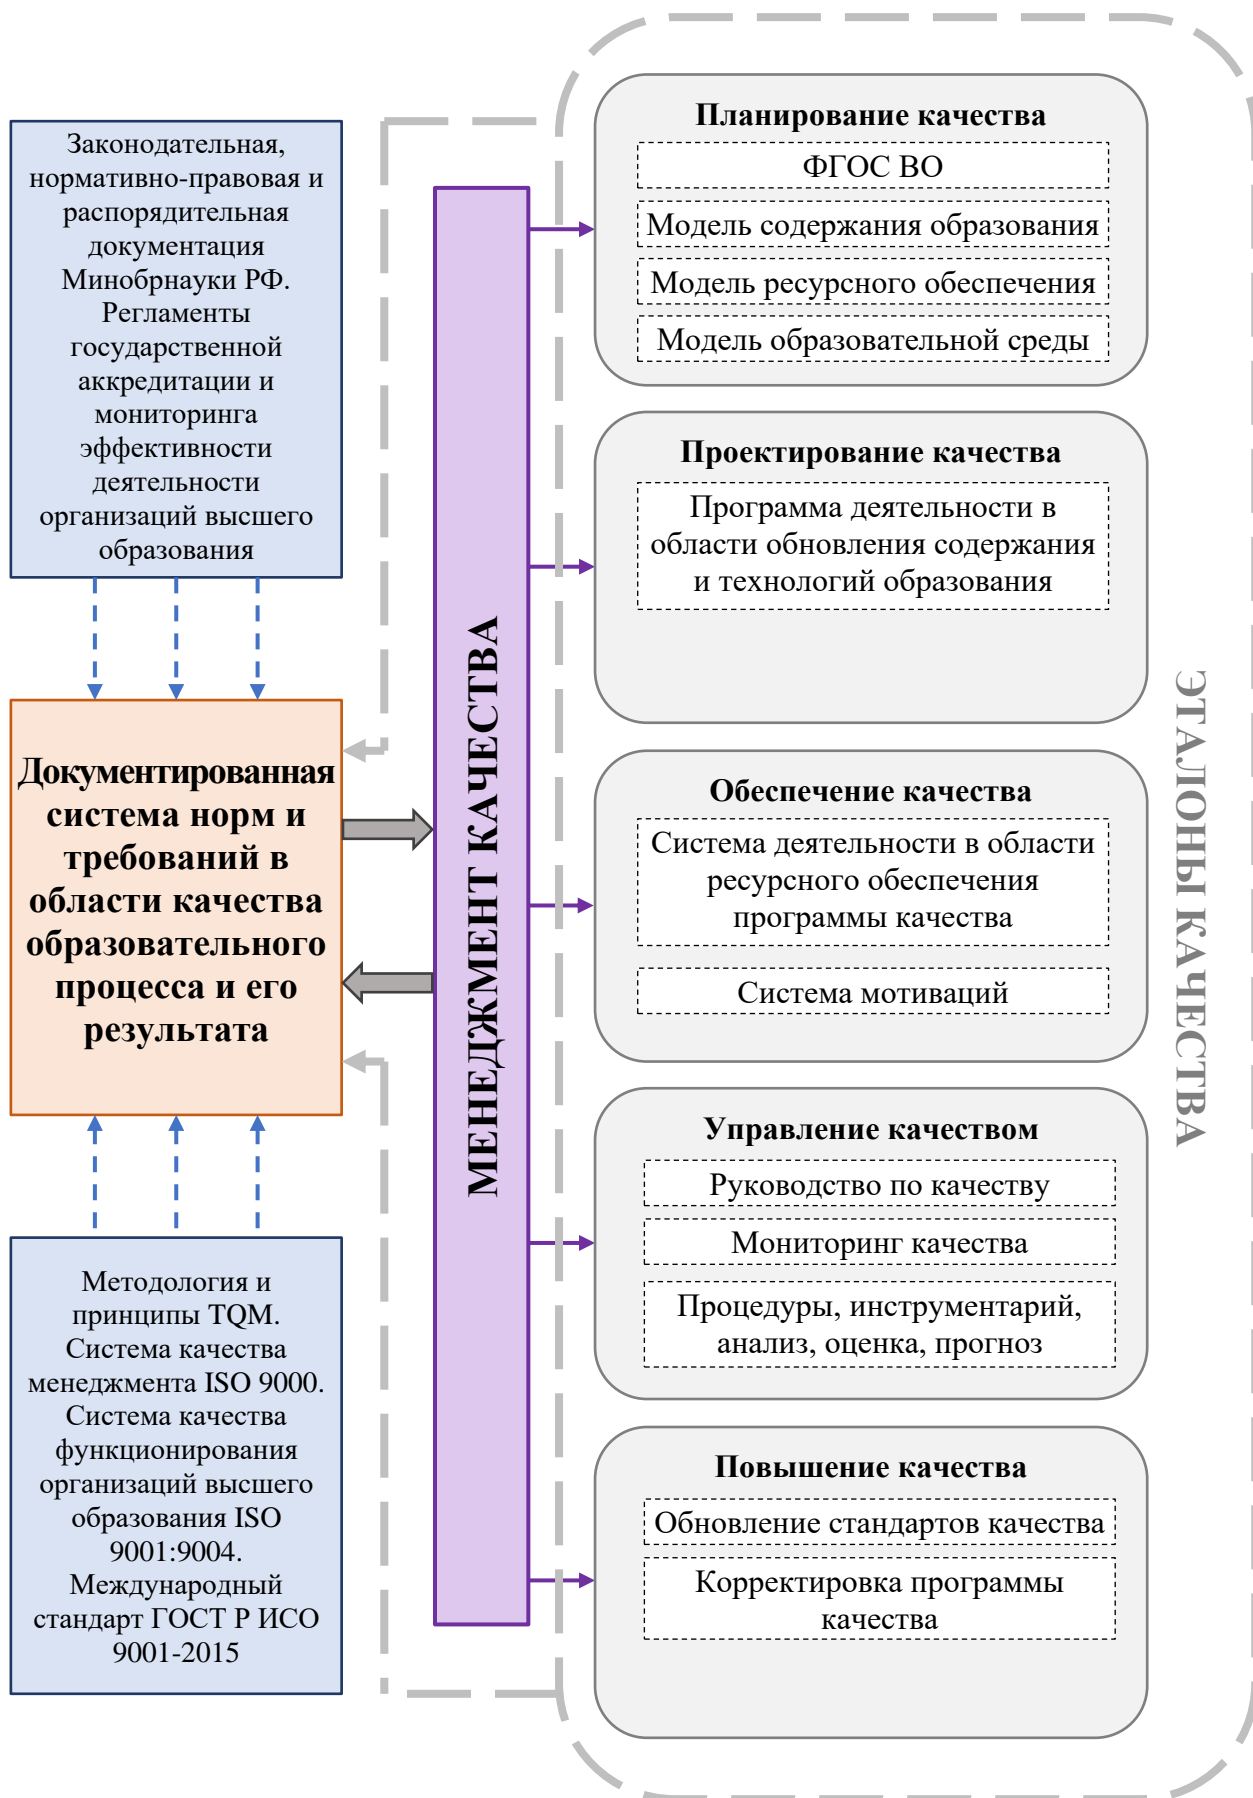 Законодательная,
нормативно-правовая и
распорядительная
документация
Минобрнауки РФ.
Регламенты
государственной
аккредитации и
мониторинга
эффективности
деятельности
организаций высшего
образования
Документированная
система норм и
требований в
области качества
образовательного
процесса и его
результата
Методология и
принципы TQM.
Система качества
менеджмента ISO 9000.
Система качества
функционирования
организаций высшего
образования ISO
9001:9004.
Международный
стандарт ГОСТ Р ИСО
9001-2015
МЕНЕДЖМЕНТ КАЧЕСТВА
Планирование качества
ФГОС ВО
Модель содержания образования
Модель ресурсного обеспечения
Модель образовательной среды
Проектирование качества
Программа деятельности в
области обновления содержания
и технологий образования
Обеспечение качества
Система деятельности в области
ресурсного обеспечения
программы качества
Система мотиваций
Управление качеством
Руководство по качеству
Мониторинг качества
Процедуры, инструментарий,
анализ, оценка, прогноз
Повышение качества
Обновление стандартов качества
Корректировка программы
качества
ЭТАЛОНЫ КАЧЕСТВА